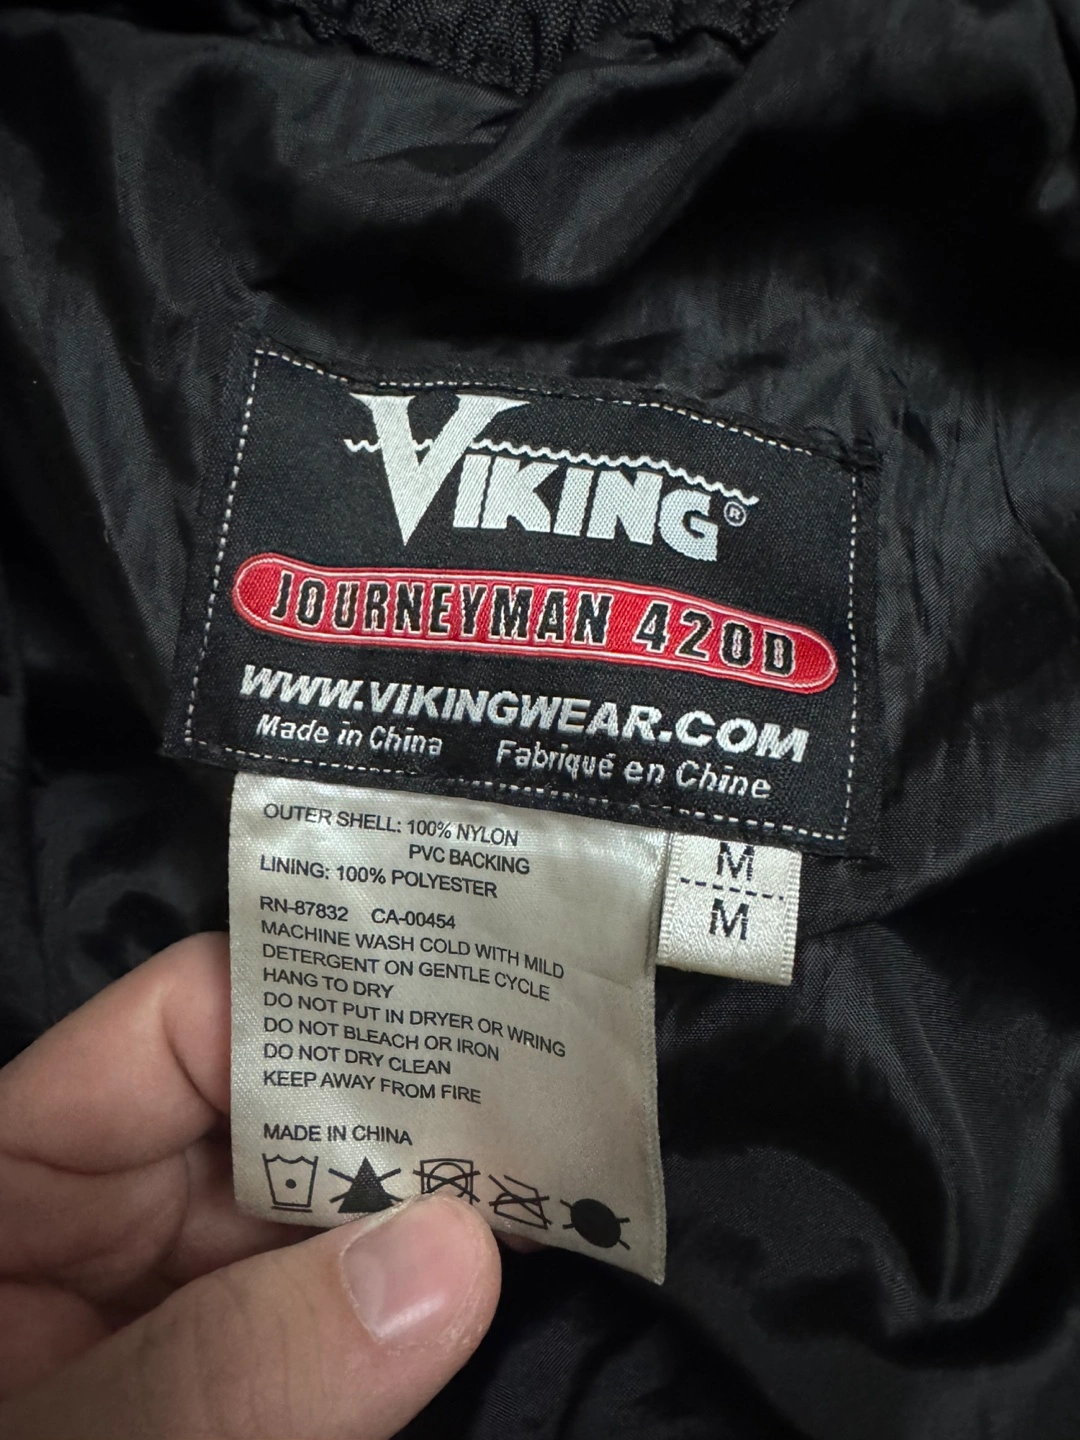 VIKING®
JOURNEYMAN 420D
WWW.VIKINGWEAR.COM
Made in China Fabriqué en Chine
OUTER SHELL: 100% NYLON
PVC BACKING
LINING: 100% POLYESTER
RN-87832 CA-00454
MACHINE WASH COLD WITH MILD
DETERGENT ON GENTLE CYCLE
HANG TO DRY
DO NOT PUT IN DRYER OR WRING
DO NOT BLEACH OR IRON
DO NOT DRY CLEAN
KEEP AWAY FROM FIRE
MADE IN CHINA
M
M